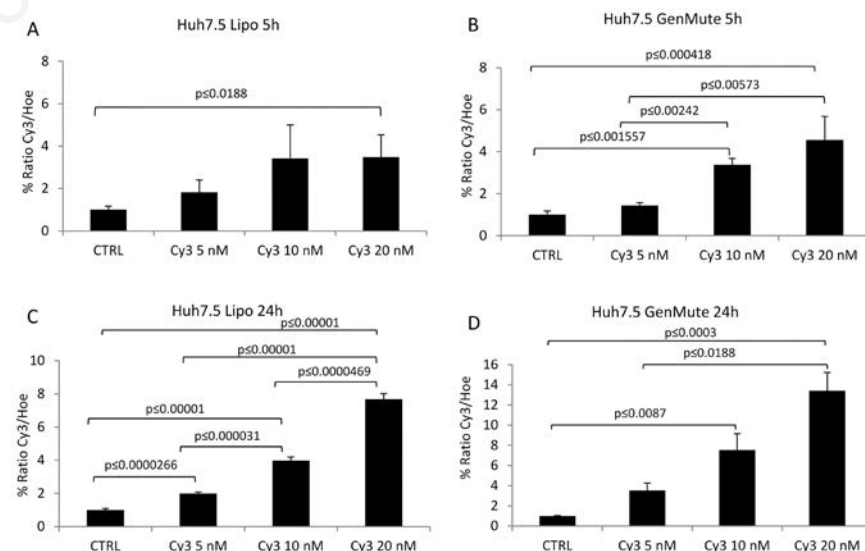 A
Huh7.5 Lipo 5h
% Ratio Cy3/Hoe
8
6
4
2
0
p≤0.0188
CTRL Cy3 5 nM Cy3 10 nM Cy3 20 nM
B
Huh7.5 GenMute 5h
% Ratio Cy3/Hoe
8
6
4
2
0
p≤0.000418
p≤0.00573
p≤0.00242
p≤0.001557
CTRL Cy3 5 nM Cy3 10 nM Cy3 20 nM
C
Huh7.5 Lipo 24h
% Ratio Cy3/Hoe
10
8
6
4
2
0
p≤0.00001
p≤0.00001
p≤0.0000469
p≤0.00001
p≤0.000031
p≤0.0000266
CTRL Cy3 5 nM Cy3 10 nM Cy3 20 nM
D
Huh7.5 GenMute 24h
% Ratio Cy3/Hoe
16
14
12
10
8
6
4
2
0
p≤0.0003
p≤0.0188
p≤0.0087
CTRL Cy3 5 nM Cy3 10 nM Cy3 20 nM